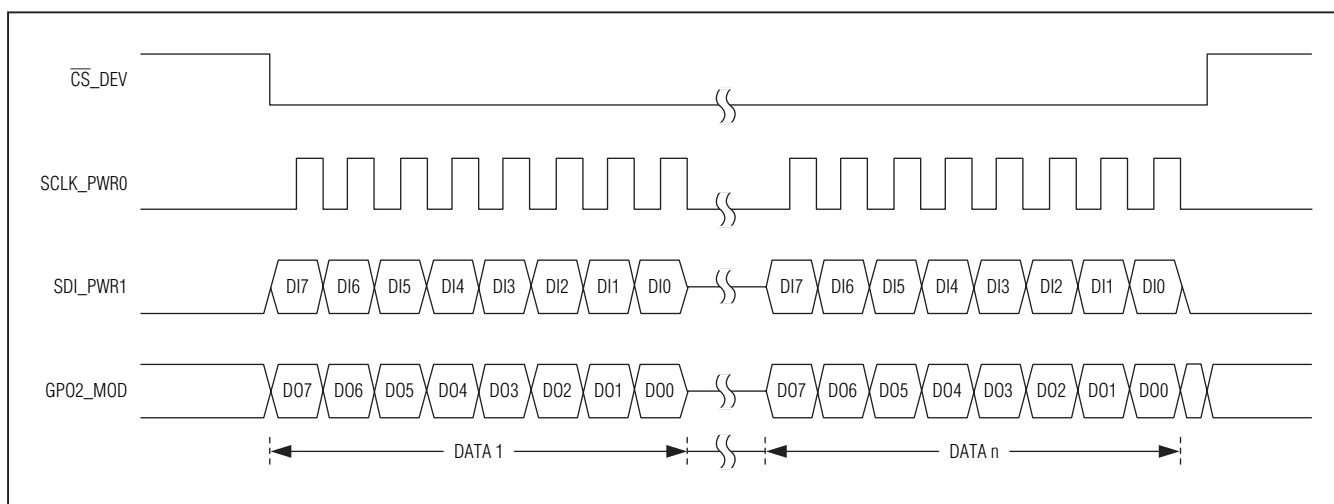 C̅S̅_DEV
SCLK_PWR0
SDI_PWR1
DI7 DI6 DI5 DI4 DI3 DI2 DI1 DI0 DI7 DI6 DI5 DI4 DI3 DI2 DI1 DI0
GPO2_MOD
DO7 DO6 DO5 DO4 DO3 DO2 DO1 DO0 DO7 DO6 DO5 DO4 DO3 DO2 DO1 DO0
DATA 1 DATA n